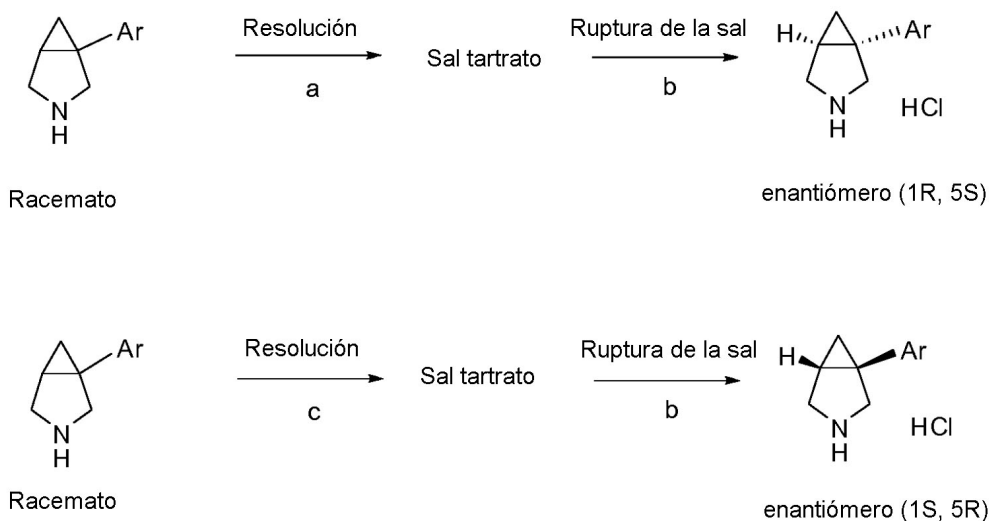 Ar
N
H
Racemato
Resolución
a
Sal tartrato
Ruptura de la sal
b
H
Ar
N
H
HCl
enantiómero (1R, 5S)
Ar
N
H
Racemato
Resolución
c
Sal tartrato
Ruptura de la sal
b
H
Ar
N
H
HCl
enantiómero (1S, 5R)